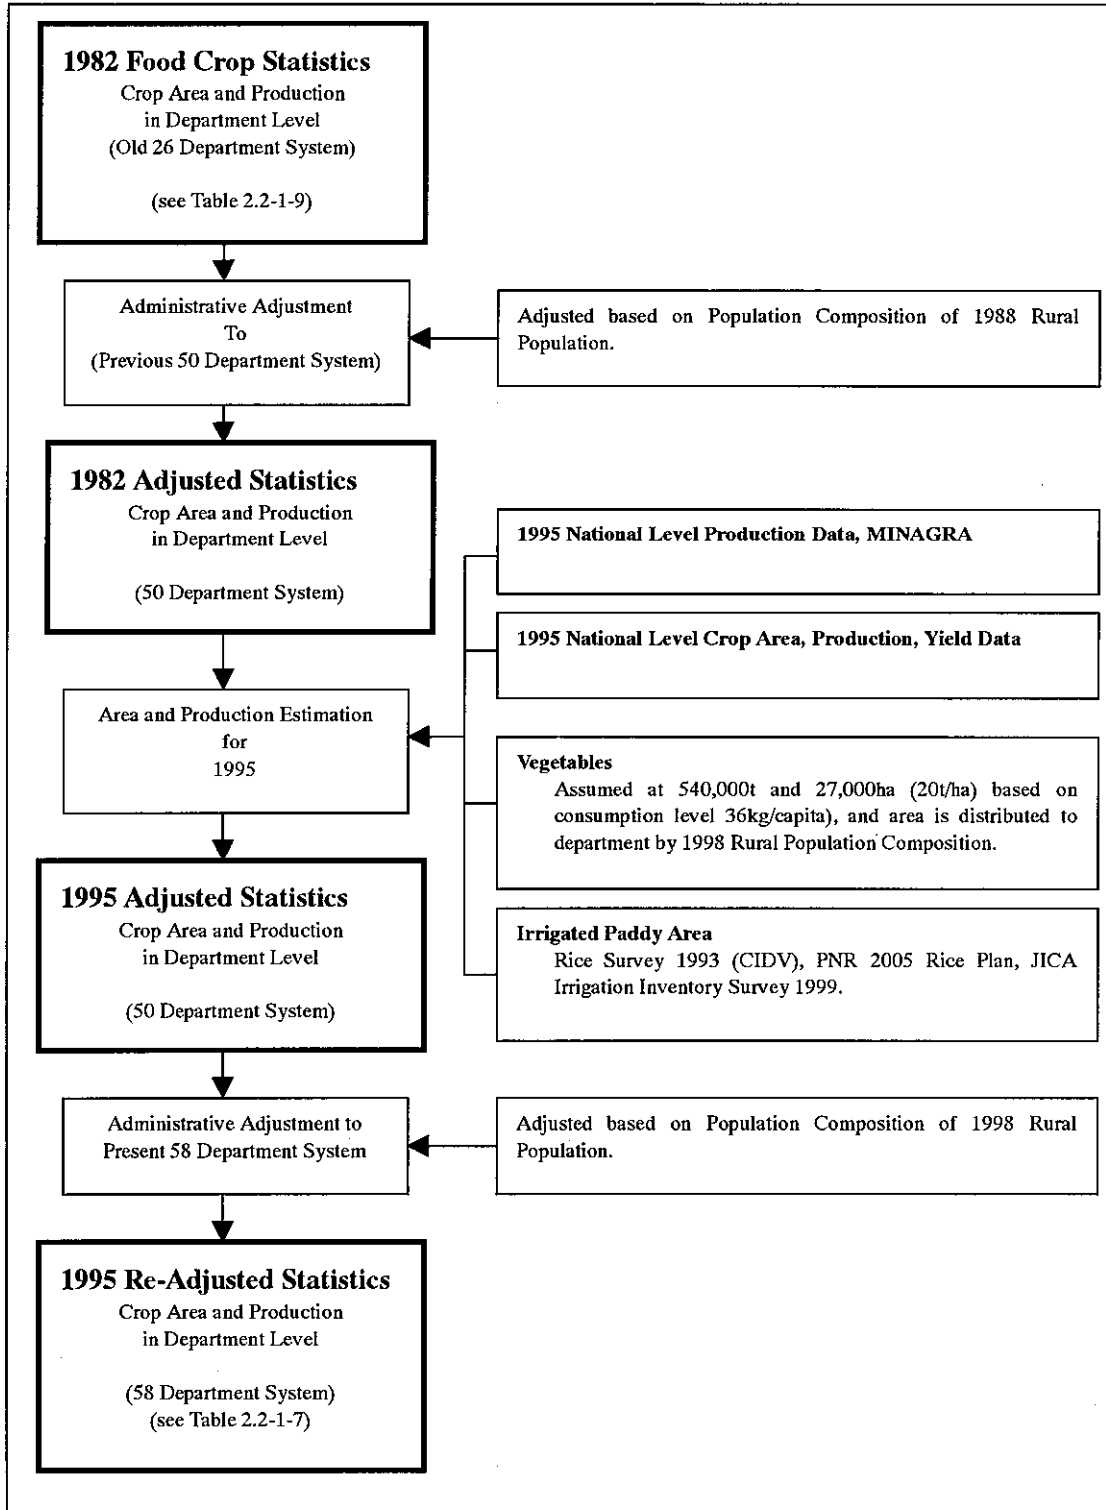 1982 Food Crop Statistics
Crop Area and Production
in Department Level
(Old 26 Department System)
(see Table 2.2-1-9)
Administrative Adjustment
To
(Previous 50 Department System)
Adjusted based on Population Composition of 1988 Rural
Population.
1982 Adjusted Statistics
Crop Area and Production
in Department Level
(50 Department System)
1995 National Level Production Data, MINAGRA
1995 National Level Crop Area, Production, Yield Data
Area and Production Estimation
for
1995
Vegetables
Assumed at 540,000t and 27,000ha (20t/ha) based on
consumption level 36kg/capita), and area is distributed to
department by 1998 Rural Population Composition.
1995 Adjusted Statistics
Crop Area and Production
in Department Level
(50 Department System)
Irrigated Paddy Area
Rice Survey 1993 (CIDV), PNR 2005 Rice Plan, JICA
Irrigation Inventory Survey 1999.
Administrative Adjustment to
Present 58 Department System
Adjusted based on Population Composition of 1998 Rural
Population.
1995 Re-Adjusted Statistics
Crop Area and Production
in Department Level
(58 Department System)
(see Table 2.2-1-7)